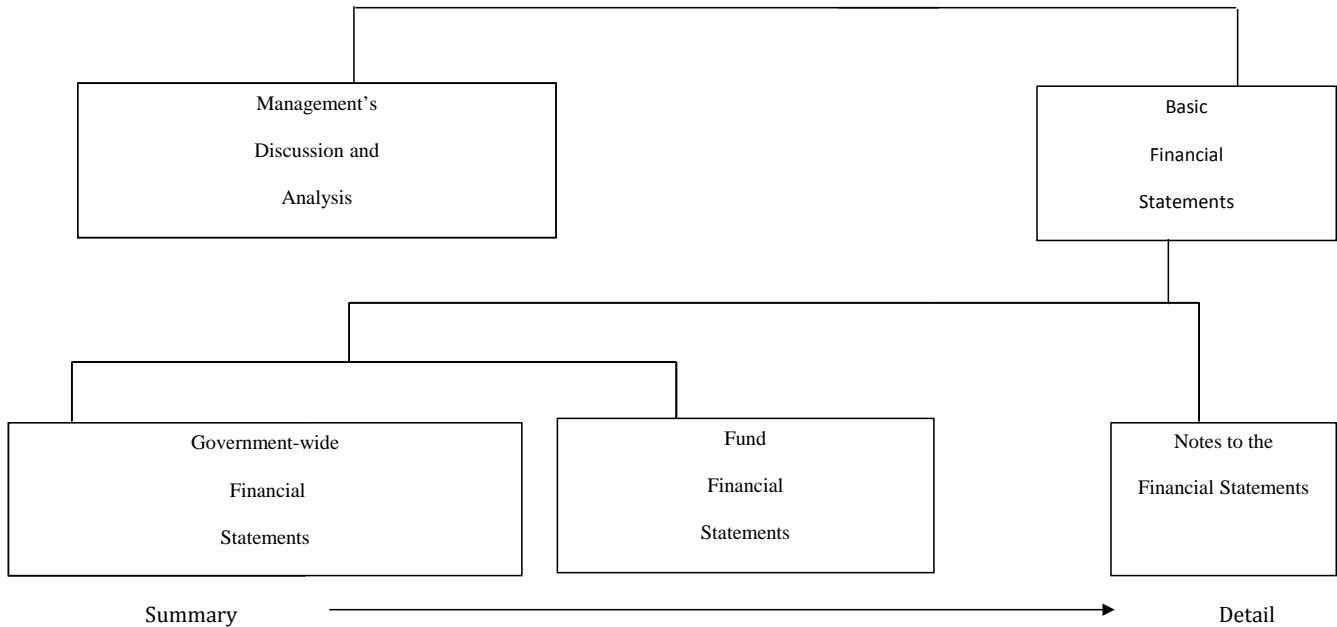 Management’s
Discussion and
Analysis
Basic
Financial
Statements
Government-wide
Financial
Statements
Fund
Financial
Statements
Notes to the
Financial Statements
Summary
Detail